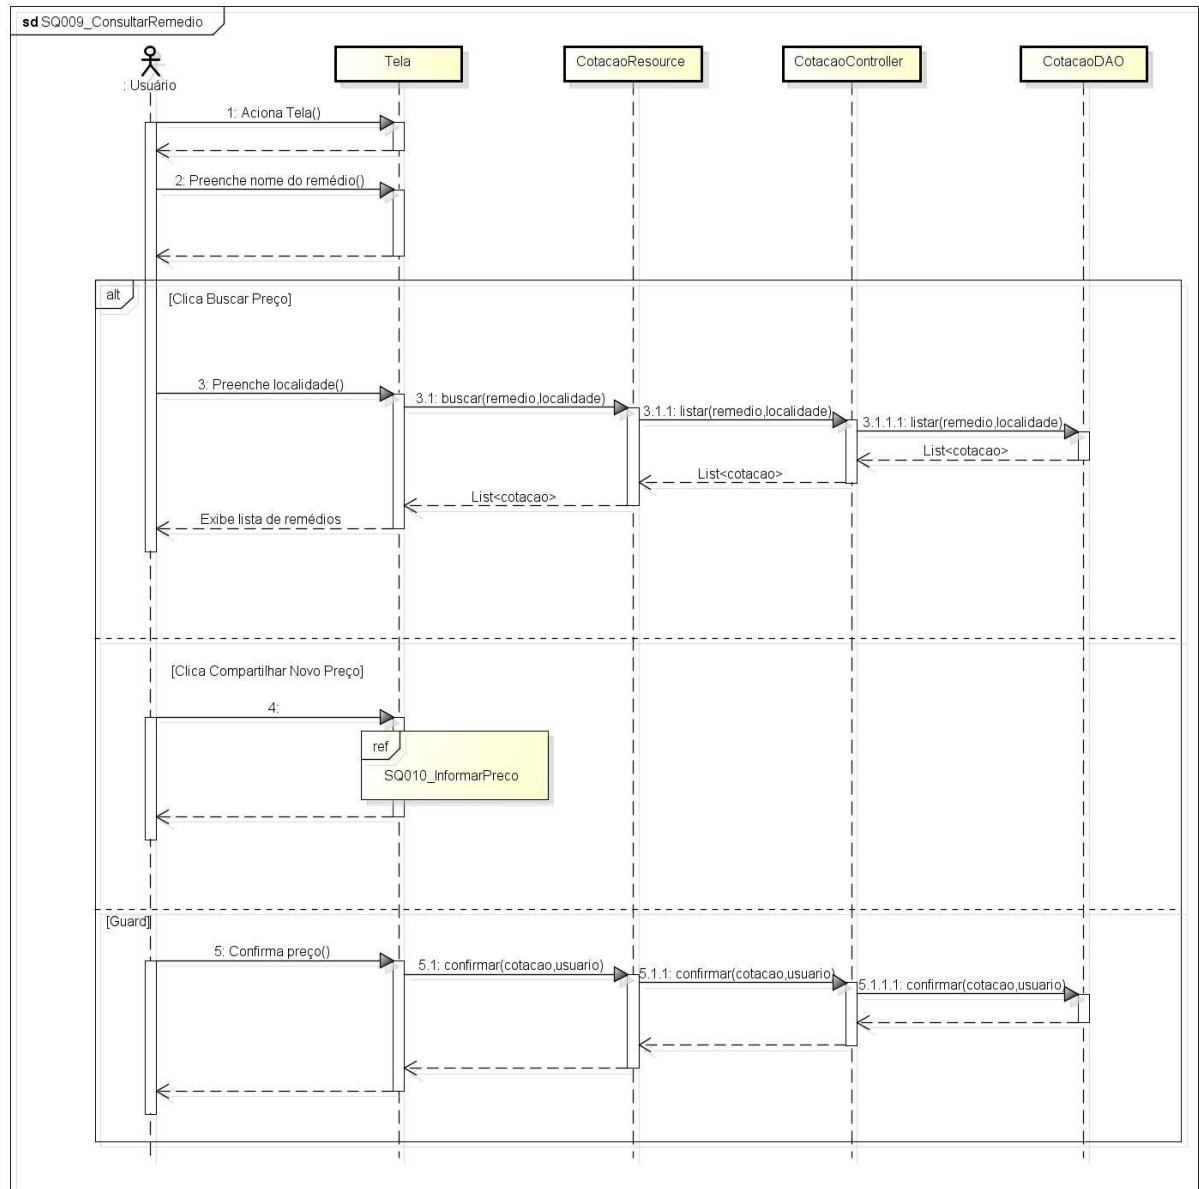 sd SQ009_ConsultarRemedio
: Usuário
Tela
CotacaoResource
CotacaoController
CotacaoDAO
1: Aciona Tela()
2: Preenche nome do remédio()
alt
[Clica Buscar Preço]
3: Preenche localidade()
3.1: buscar(remedio,localidade)
3.1.1: listar(remedio,localidade)
3.1.1.1: listar(remedio,localidade)
List<cotacao>
List<cotacao>
List<cotacao>
Exibe lista de remédios
[Clica Compartilhar Novo Preço]
4:
ref
SQ010_InformarPreco
[Guard]
5: Confirma preço()
5.1: confirmar(cotacao,usuario)
5.1.1: confirmar(cotacao,usuario)
5.1.1.1: confirmar(cotacao,usuario)